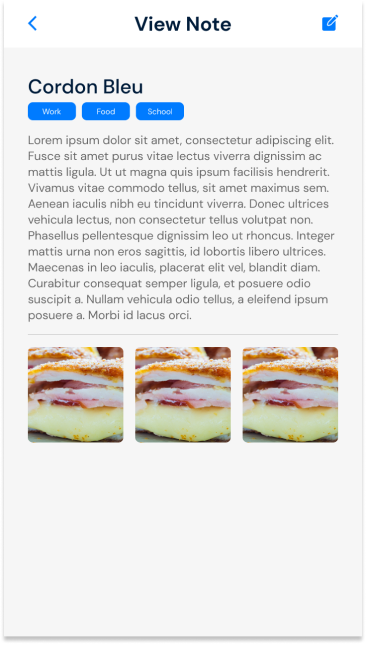 View Note
Cordon Bleu
Work Food School
Lorem ipsum dolor sit amet, consectetur adipiscing elit.
Fusce sit amet purus vitae lectus viverra dignissim ac
mattis ligula. Ut ut magna quis ipsum facilisis hendrerit.
Vivamus vitae commodo tellus, sit amet maximus sem.
Aenean iaculis nibh eu tincidunt viverra. Donec ultrices
vehicula lectus, non consectetur tellus volutpat non.
Phasellus pellentesque dignissim leo ut rhoncus. Integer
mattis urna non eros sagittis, id lobortis libero ultrices.
Maecenas in leo iaculis, placerat elit vel, blandit diam.
Curabitur consequat semper ligula, et posuere odio
suscipit a. Nullam vehicula odio tellus, a eleifend ipsum
posuere a. Morbi id lacus orci.